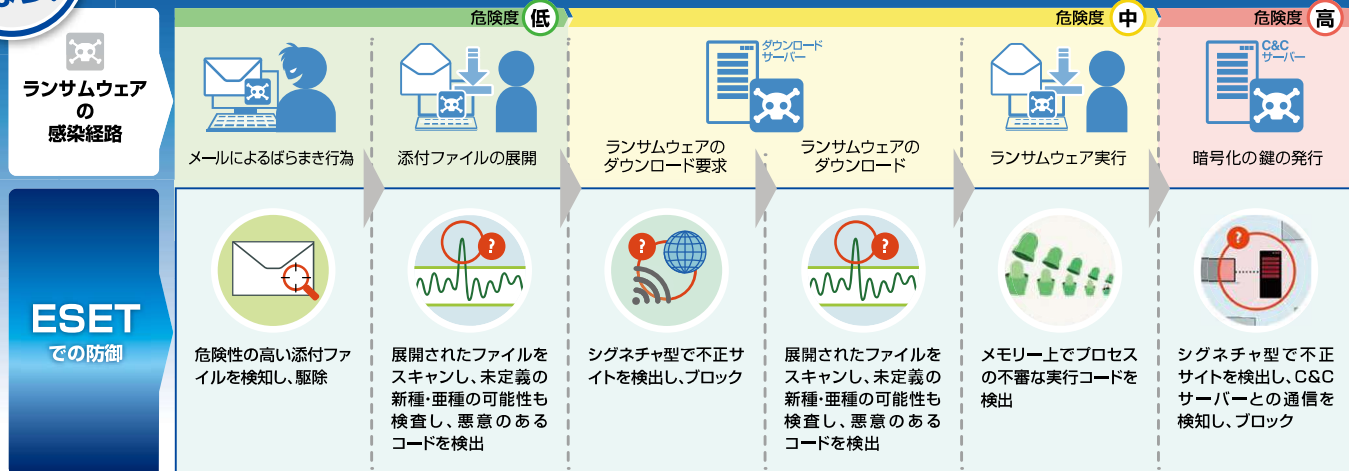 危険度 低
危険度 中
危険度 高
ランサムウェア
の
感染経路
ダウンロード
サーバー
C&C
サーバー
メールによるばらまき行為
添付ファイルの展開
ランサムウェアの
ダウンロード要求
ランサムウェアの
ダウンロード
ランサムウェア実行
暗号化の鍵の発行
ESET
での防御
?
?
?
?
危険性の高い添付ファ
イルを検知し、駆除
展開されたファイルを
スキャンし、未定義の
新種・亜種の可能性も
検査し、悪意のある
コードを検出
シグネチャ型で不正サ
イトを検出し、ブロック
展開されたファイルを
スキャンし、未定義の
新種・亜種の可能性も
検査し、悪意のある
コードを検出
メモリー上でプロセス
の不審な実行コードを
検出
シグネチャ型で不正
サイトを検出し、C&C
サーバーとの通信を
検知し、ブロック